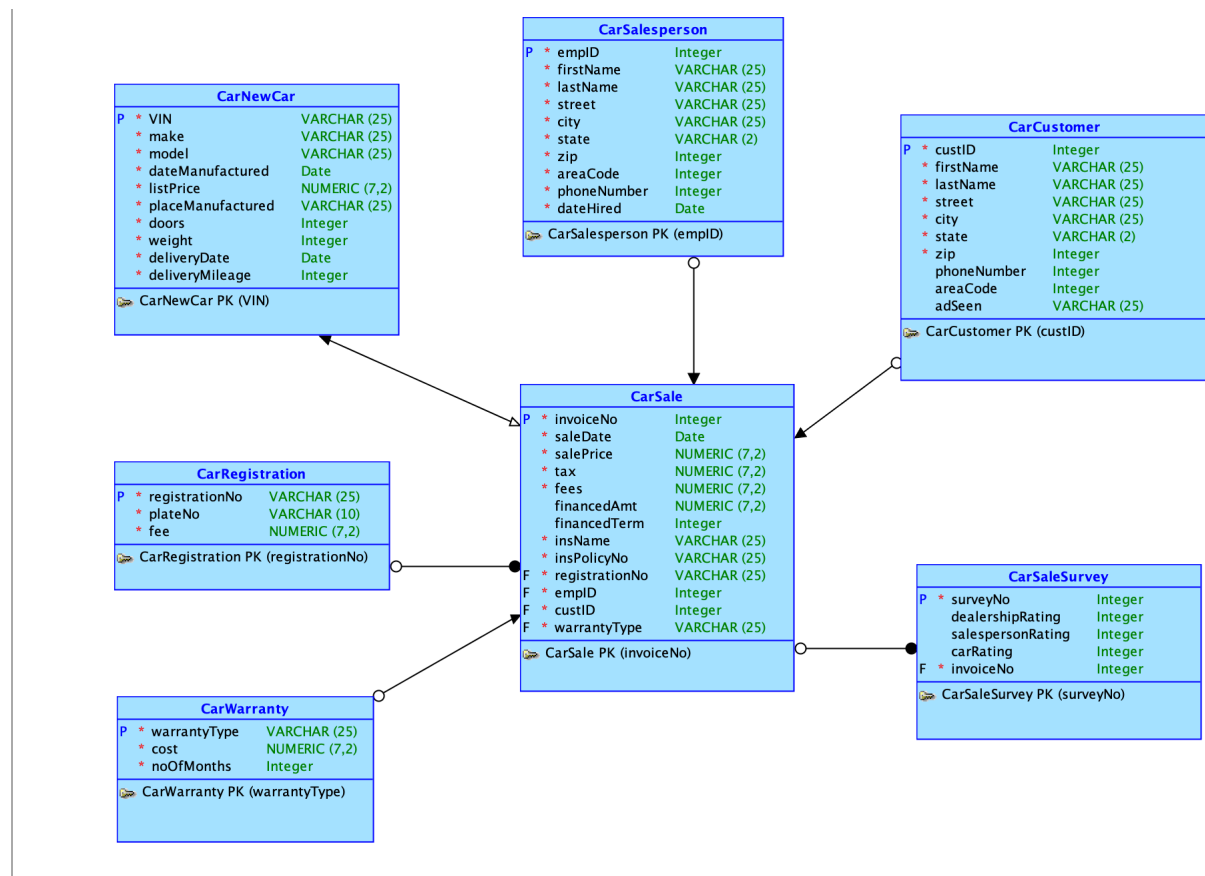 CarSalesperson
P * empID Integer
* firstName VARCHAR (25)
* lastName VARCHAR (25)
* street VARCHAR (25)
* city VARCHAR (25)
* state VARCHAR (2)
* zip Integer
* areaCode Integer
* phoneNumber Integer
* dateHired Date
CarSalesperson PK (empID)
CarNewCar
P * VIN VARCHAR (25)
* make VARCHAR (25)
* model VARCHAR (25)
* dateManufactured Date
* listPrice NUMERIC (7,2)
* placeManufactured VARCHAR (25)
* doors Integer
* weight Integer
* deliveryDate Date
* deliveryMileage Integer
CarNewCar PK (VIN)
CarCustomer
P * custID Integer
* firstName VARCHAR (25)
* lastName VARCHAR (25)
* street VARCHAR (25)
* city VARCHAR (25)
* state VARCHAR (2)
* zip Integer
phoneNumber Integer
areaCode Integer
adSeen VARCHAR (25)
CarCustomer PK (custID)
CarSale
P * invoiceNo Integer
* saleDate Date
* salePrice NUMERIC (7,2)
* tax NUMERIC (7,2)
* fees NUMERIC (7,2)
financedAmt NUMERIC (7,2)
financedTerm Integer
* insName VARCHAR (25)
* insPolicyNo VARCHAR (25)
F * registrationNo VARCHAR (25)
F * empID Integer
F * custID Integer
F * warrantyType VARCHAR (25)
CarSale PK (invoiceNo)
CarRegistration
P * registrationNo VARCHAR (25)
* plateNo VARCHAR (10)
* fee NUMERIC (7,2)
CarRegistration PK (registrationNo)
CarSaleSurvey
P * surveyNo Integer
dealershipRating Integer
salespersonRating Integer
carRating Integer
F * invoiceNo Integer
CarSaleSurvey PK (surveyNo)
CarWarranty
P * warrantyType VARCHAR (25)
* cost NUMERIC (7,2)
* noOfMonths Integer
CarWarranty PK (warrantyType)